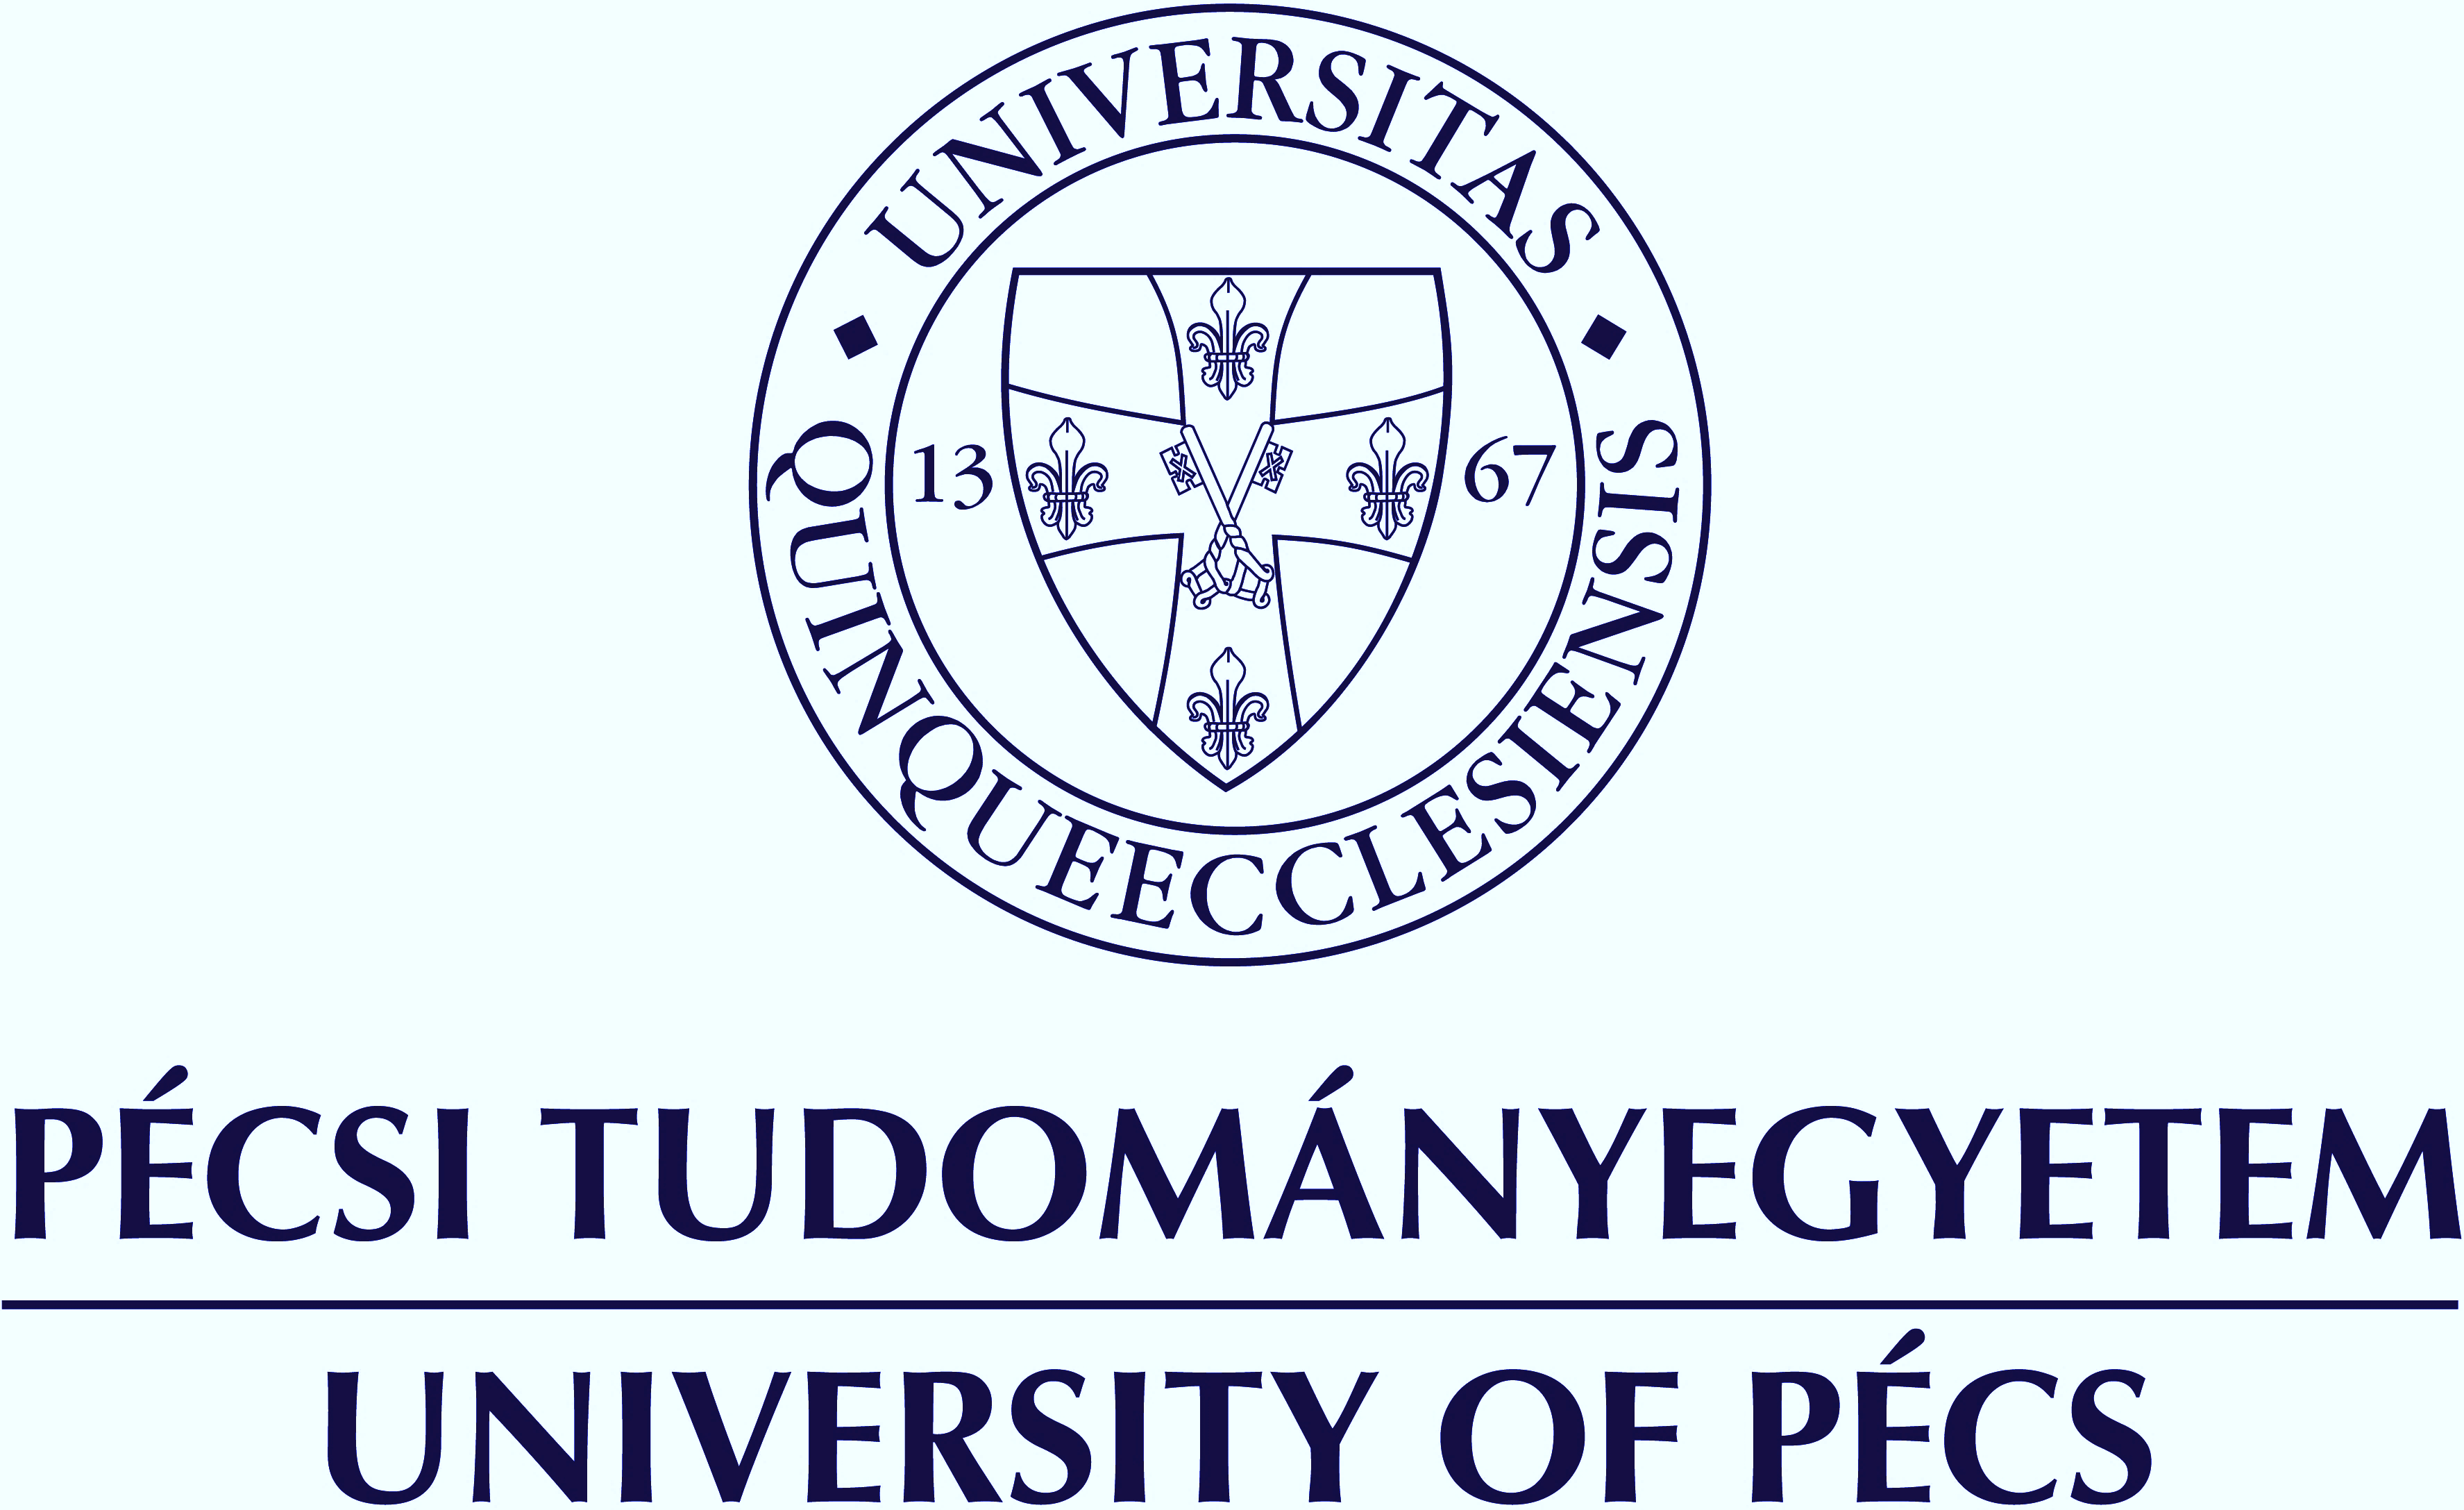 UNIVERSITAS
QUINQUEECCLESIENSIS
13 67
PÉCSI TUDOMÁNYEGYETEM
UNIVERSITY OF PÉCS